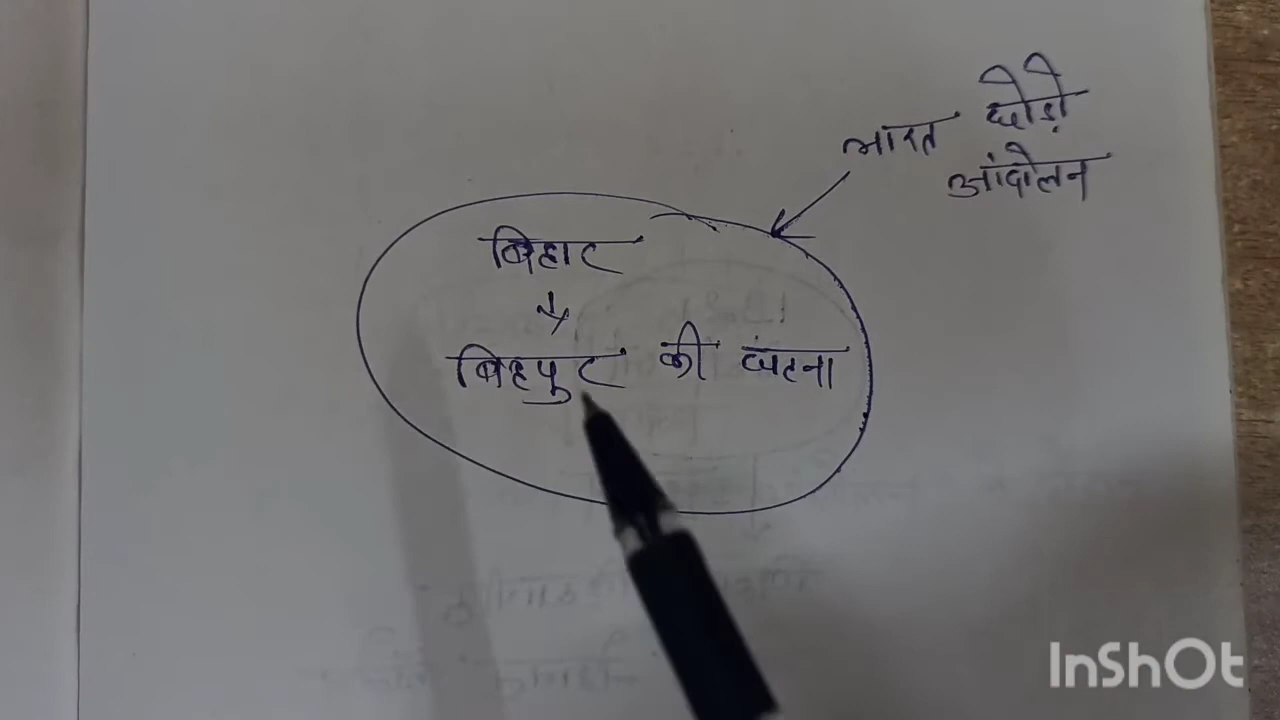 भारत छोड़ो
आंदोलन
बिहार
में
बिहपुर की घटना
InShOt